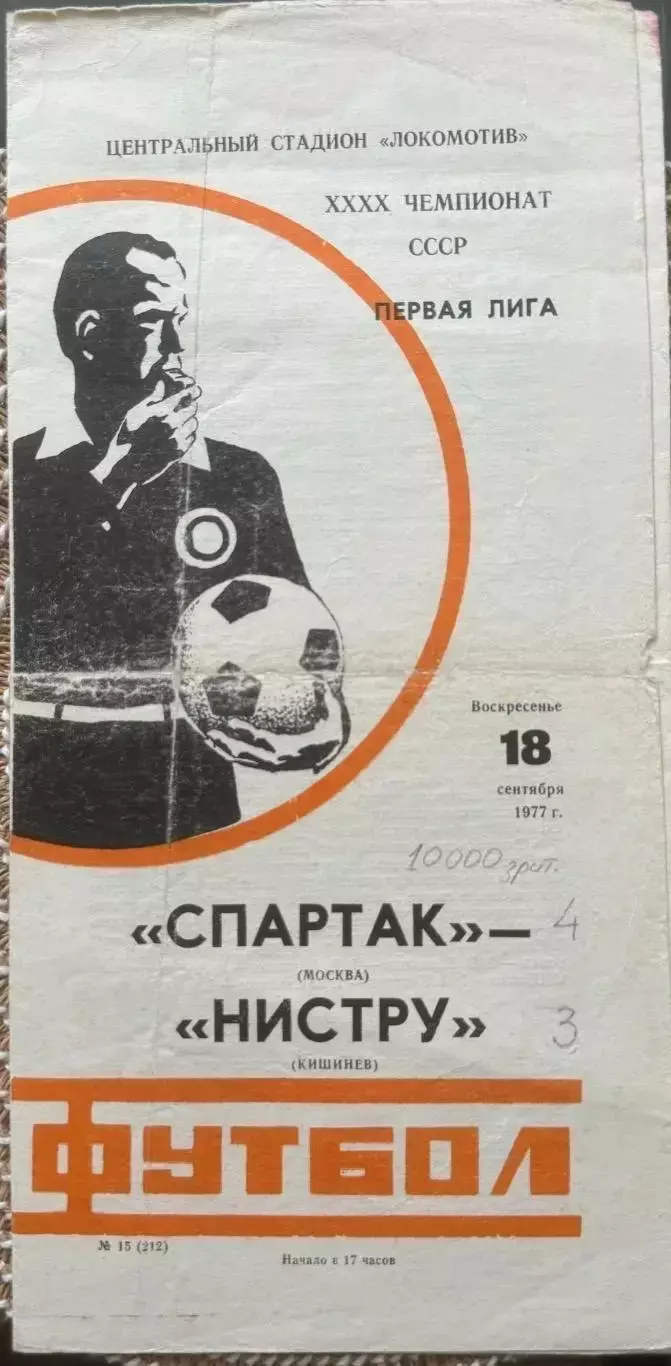 ЦЕНТРАЛЬНЫЙ СТАДИОН «ЛОКОМОТИВ»
XXXX ЧЕМПИОНАТ
СССР
ПЕРВАЯ ЛИГА
Воскресенье
18
сентября
1977 г.
10000 зрит.
«СПАРТАК»— 4
(МОСКВА)
«НИСТРУ» 3
(КИШИНЕВ)
ФУТБОЛ
№ 15 (212)
Начало в 17 часов